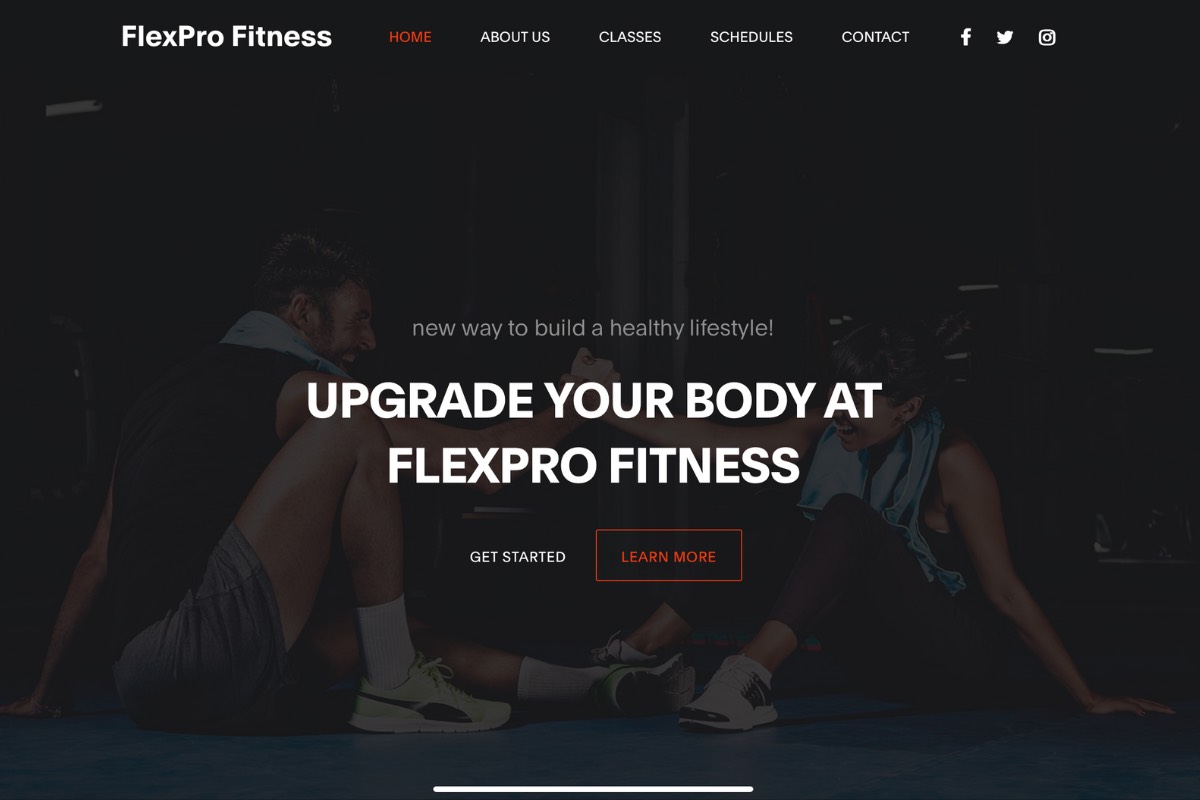 FlexPro Fitness
HOME ABOUT US CLASSES SCHEDULES CONTACT
new way to build a healthy lifestyle!
UPGRADE YOUR BODY AT
FLEXPRO FITNESS
GET STARTED LEARN MORE